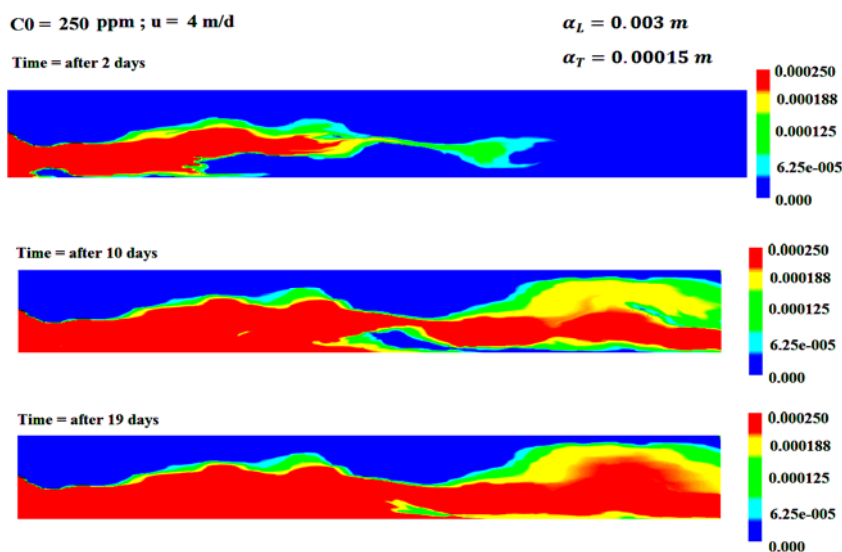 C0 = 250 ppm ; u = 4 m/d
α_L = 0.003 m
α_T = 0.00015 m
Time = after 2 days
0.000250
0.000188
0.000125
6.25e-005
0.000
Time = after 10 days
0.000250
0.000188
0.000125
6.25e-005
0.000
Time = after 19 days
0.000250
0.000188
0.000125
6.25e-005
0.000